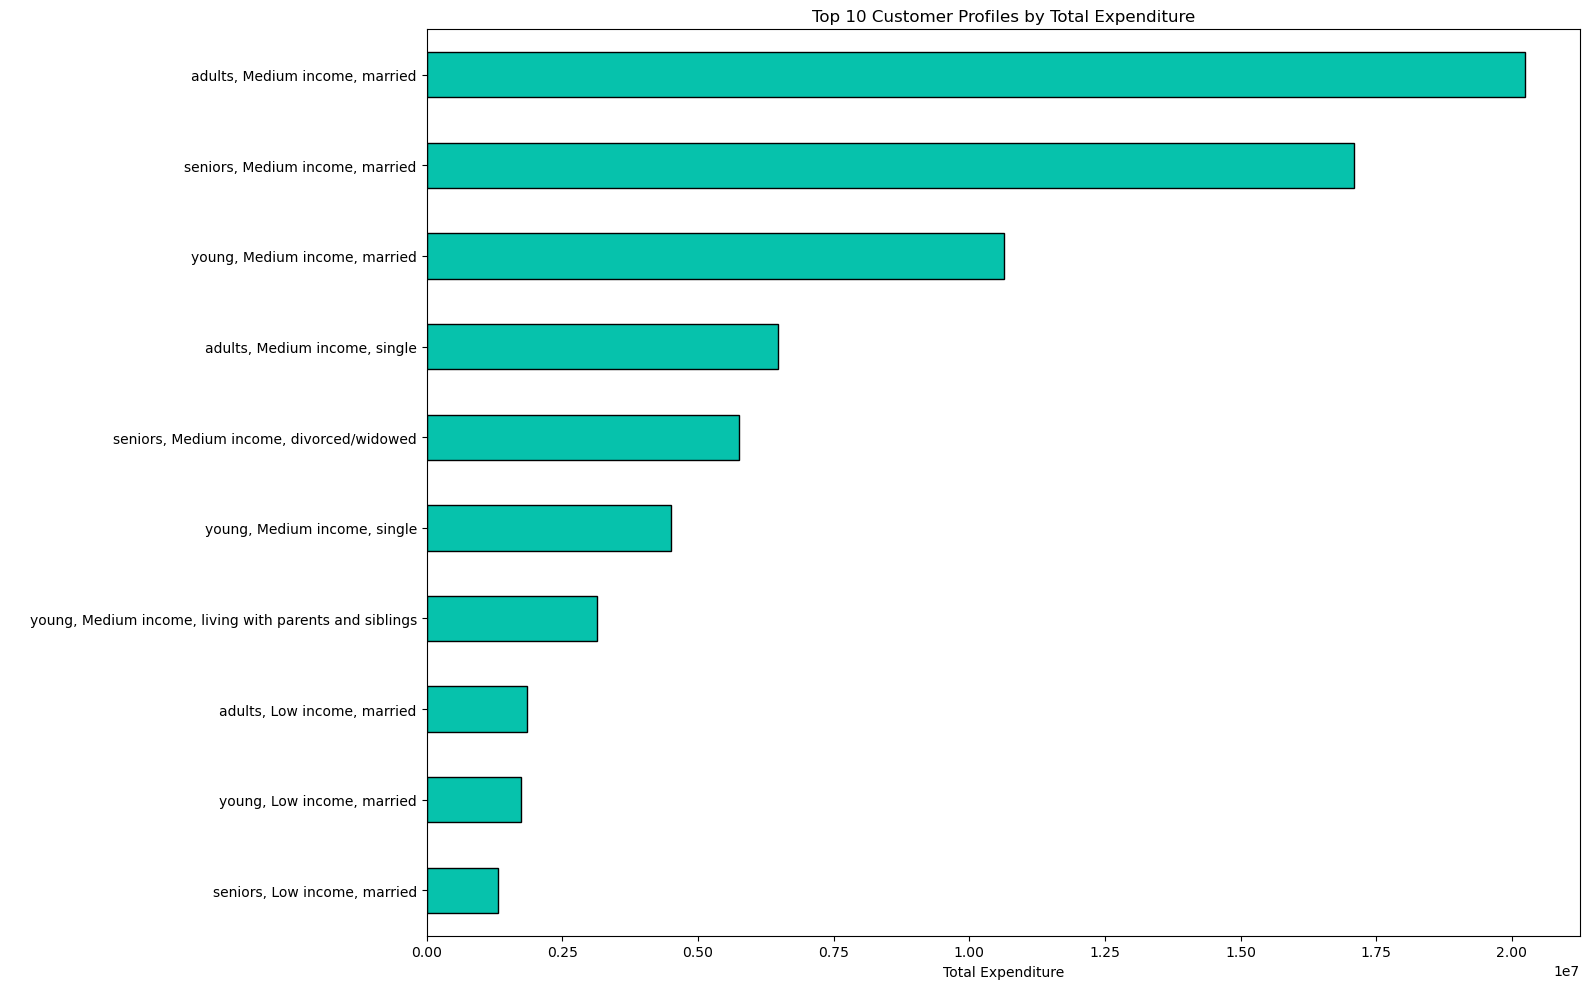 Top 10 Customer Profiles by Total Expenditure
adults, Medium income, married
seniors, Medium income, married
young, Medium income, married
adults, Medium income, single
seniors, Medium income, divorced/widowed
young, Medium income, single
young, Medium income, living with parents and siblings
adults, Low income, married
young, Low income, married
seniors, Low income, married
0.00 0.25 0.50 0.75 1.00 1.25 1.50 1.75 2.00
Total Expenditure
1e7